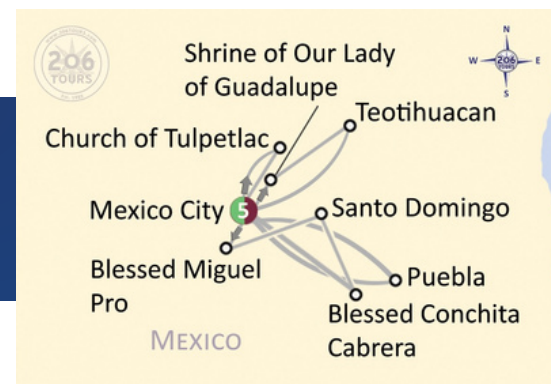 206
TOURS
N
W
206
E
S
Shrine of Our Lady
of Guadalupe
Teotihuacan
Church of Tulpetlac
Mexico City
5
Santo Domingo
Blessed Miguel
Pro
Puebla
Blessed Conchita
Cabrera
MEXICO